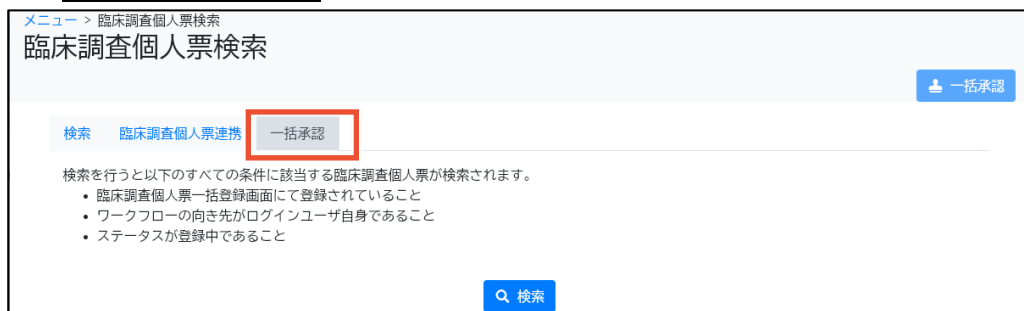 メニュー > 臨床調査個人票検索
臨床調査個人票検索
一括承認
検索 臨床調査個人票連携 一括承認
検索を行うと以下のすべての条件に該当する臨床調査個人票が検索されます。
• 臨床調査個人票一括登録画面にて登録されていること
• ワークフローの向き先がログインユーザ自身であること
• ステータスが登録中であること
検索